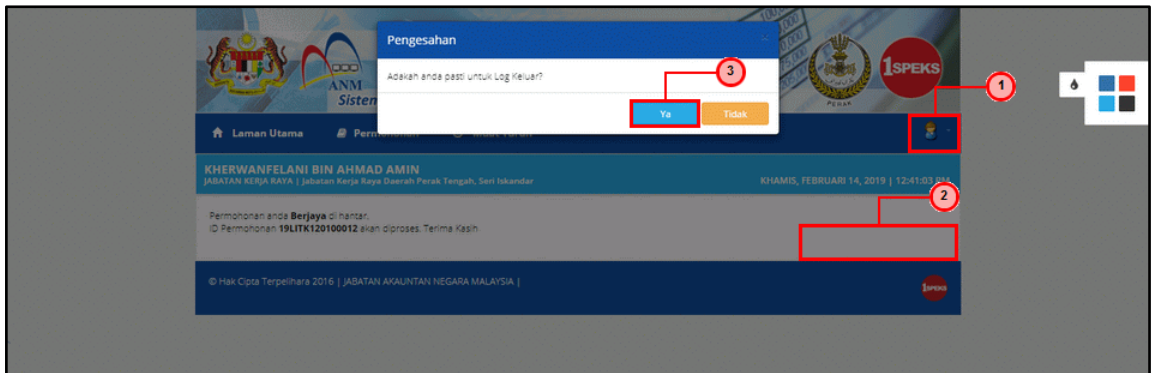 Pengesahan
Adakah anda pasti untuk Log Keluar?
3
Ya
Tidak
ANM
Sistem
PERAK
1SPEKS
1
Laman Utama
Permohonan
KHERWANFELANI BIN AHMAD AMIN
JABATAN KERJA RAYA | Jabatan Kerja Raya Daerah Perak Tengah, Seri Iskandar
KHAMIS, FEBRUARI 14, 2019 | 12:41:03 PM
2
Permohonan anda Berjaya di hantar.
ID Permohonan 19LITK120100012 akan diproses. Terima Kasih
© Hak Cipta Terpelihara 2016 | JABATAN AKAUNTAN NEGARA MALAYSIA |
1SPEKS